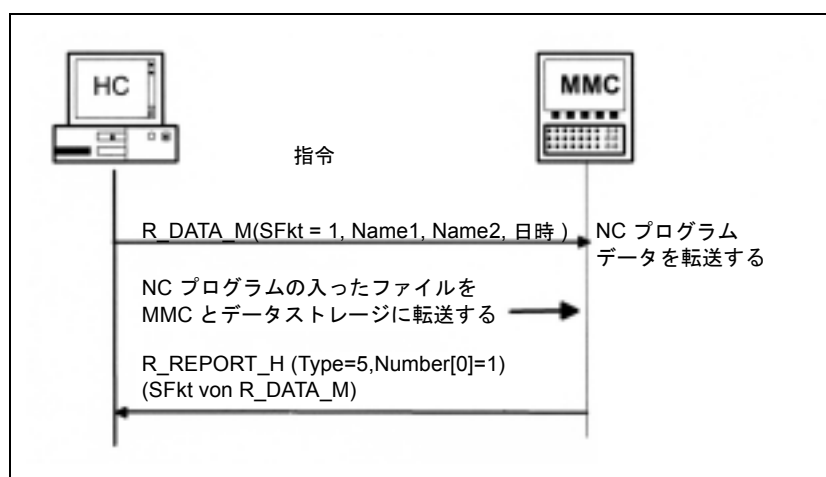 HC
MMC
指令
R_DATA_M(SFkt = 1, Name1, Name2, 日時 )
NC プログラム
データを転送する
NC プログラムの入ったファイルを
MMC とデータストレージに転送する
R_REPORT_H (Type=5,Number[0]=1)
(SFkt von R_DATA_M)